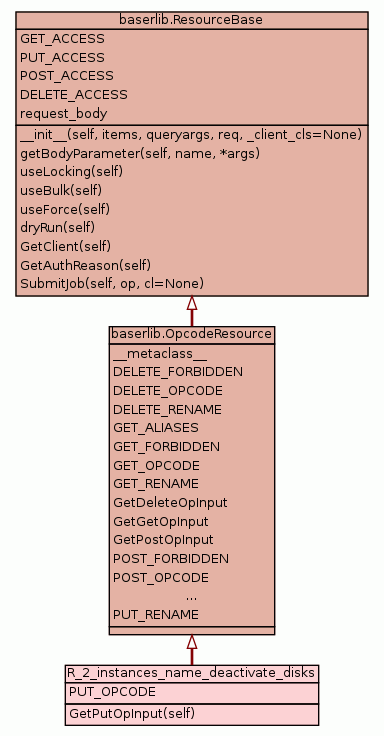 baserlib.ResourceBase
GET_ACCESS
PUT_ACCESS
POST_ACCESS
DELETE_ACCESS
request_body
__init__(self, items, queryargs, req, _client_cls=None)
getBodyParameter(self, name, *args)
useLocking(self)
useBulk(self)
useForce(self)
dryRun(self)
GetClient(self)
GetAuthReason(self)
SubmitJob(self, op, cl=None)
baserlib.OpcodeResource
__metaclass__
DELETE_FORBIDDEN
DELETE_OPCODE
DELETE_RENAME
GET_ALIASES
GET_FORBIDDEN
GET_OPCODE
GET_RENAME
GetDeleteOpInput
GetGetOpInput
GetPostOpInput
POST_FORBIDDEN
POST_OPCODE
...
PUT_RENAME
R_2_instances_name_deactivate_disks
PUT_OPCODE
GetPutOpInput(self)